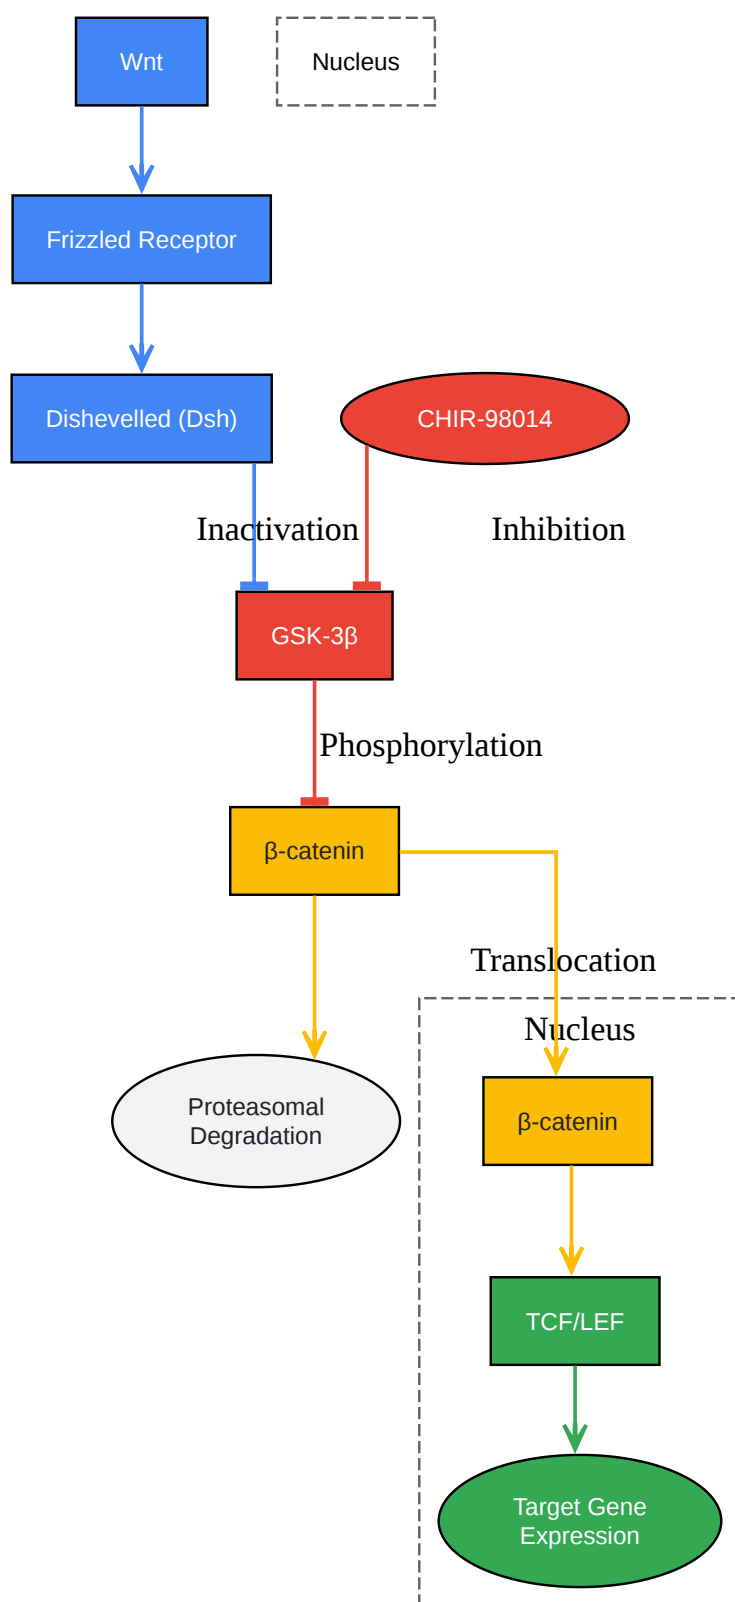 Wnt
Nucleus
Frizzled Receptor
Dishevelled (Dsh)
CHIR-98014
Inactivation
Inhibition
GSK-3β
Phosphorylation
β-catenin
Translocation
Nucleus
Proteasomal
Degradation
β-catenin
TCF/LEF
Target Gene
Expression